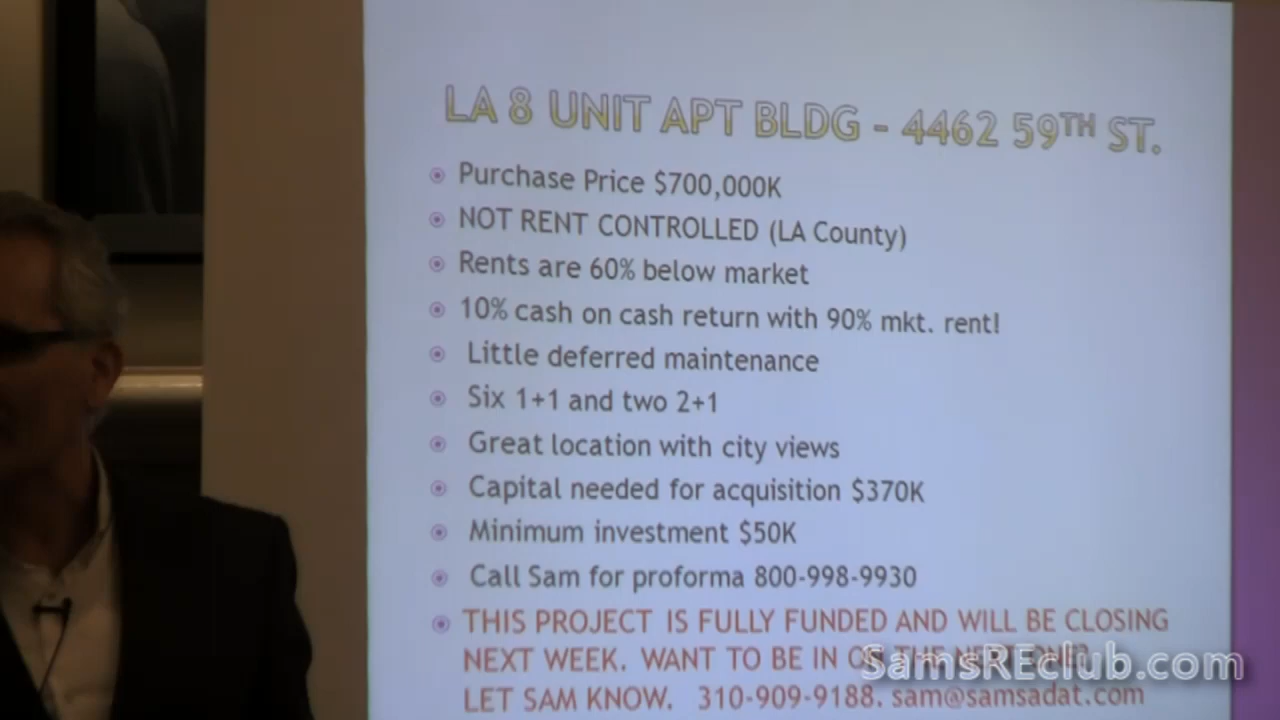 LA 8 UNIT APT BLDG - 4462 59TH ST.
Purchase Price $700,000K
NOT RENT CONTROLLED (LA County)
Rents are 60% below market
10% cash on cash return with 90% mkt. rent!
Little deferred maintenance
Six 1+1 and two 2+1
Great location with city views
Capital needed for acquisition $370K
Minimum investment $50K
Call Sam for proforma 800-998-9930
THIS PROJECT IS FULLY FUNDED AND WILL BE CLOSING
NEXT WEEK. WANT TO BE IN ON THE NEXT ONE?
SamsREclub.com
LET SAM KNOW. 310-909-9188. sam@samsadat.com